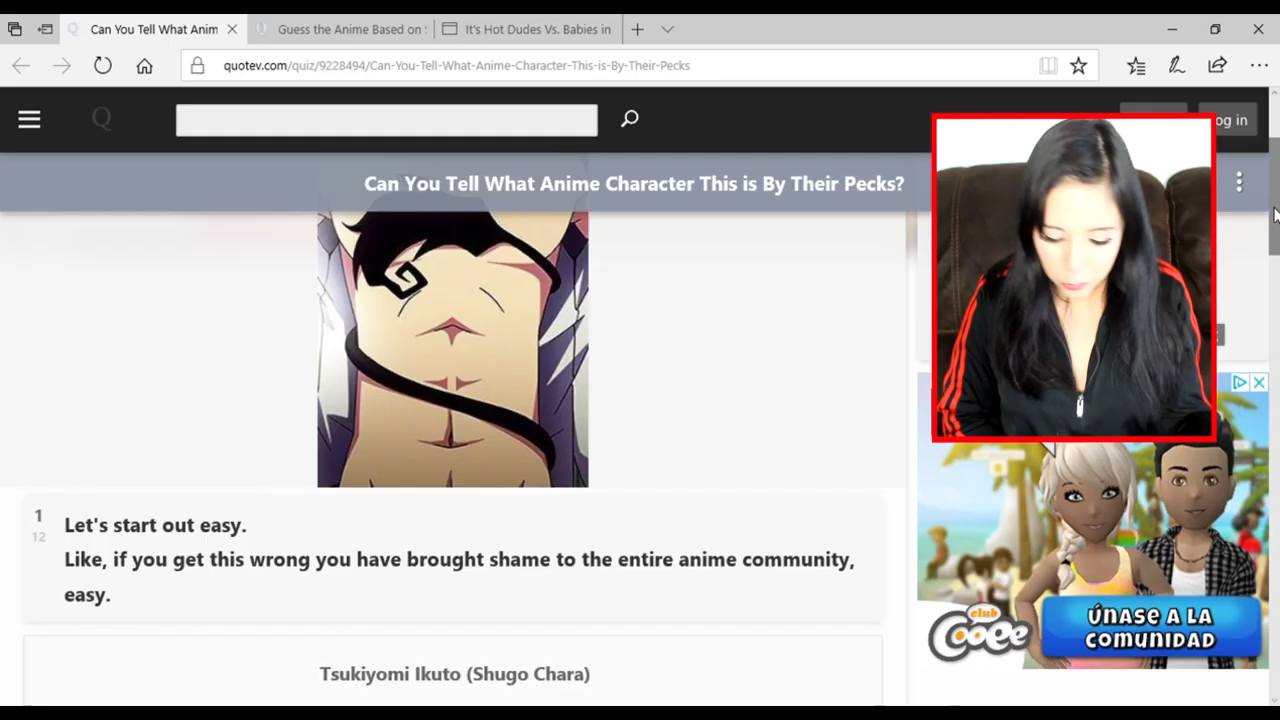 Can You Tell What Anim
Guess the Anime Based on
It's Hot Dudes Vs. Babies in
quotev.com/quiz/9228494/Can-You-Tell-What-Anime-Character-This-is-By-Their-Pecks
Q
og in
Can You Tell What Anime Character This is By Their Pecks?
1
12
Let's start out easy.
Like, if you get this wrong you have brought shame to the entire anime community,
easy.
Tsukiyomi Ikuto (Shugo Chara)
club
Cooee
ÚNASE A LA
COMUNIDAD